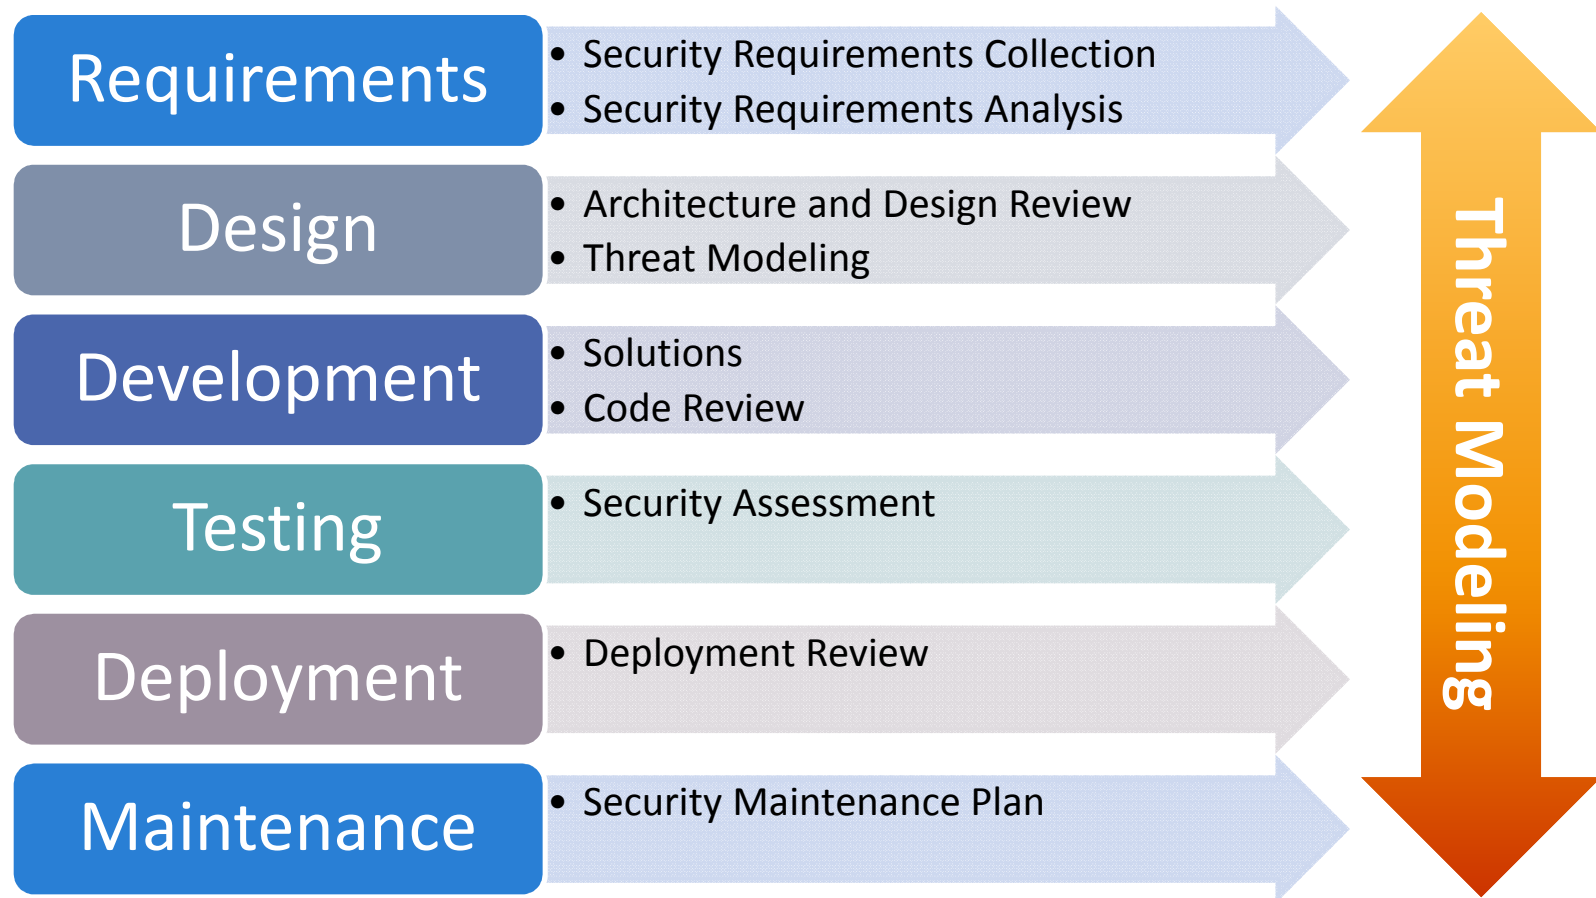 Requirements
• Security Requirements Collection
• Security Requirements Analysis
Design
• Architecture and Design Review
• Threat Modeling
Development
• Solutions
• Code Review
Testing
• Security Assessment
Deployment
• Deployment Review
Maintenance
• Security Maintenance Plan
Threat Modeling